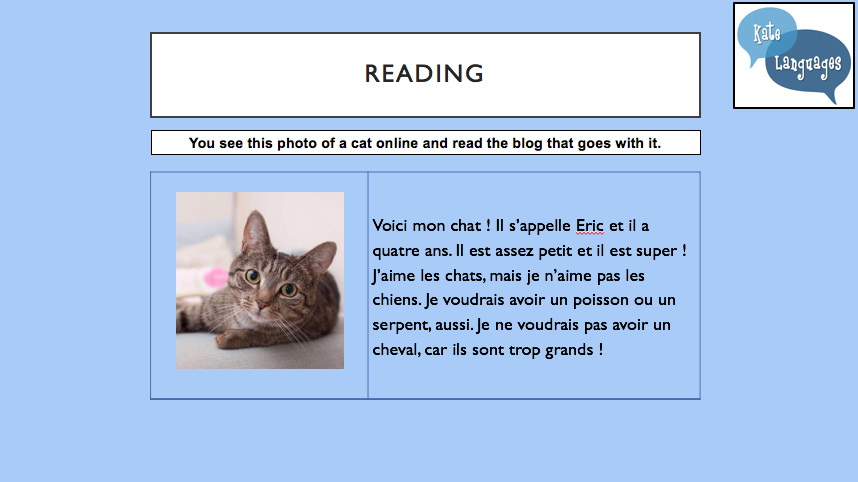 Kate
Languages
READING
You see this photo of a cat online and read the blog that goes with it.
Voici mon chat ! Il s’appelle Eric et il a
quatre ans. Il est assez petit et il est super !
J’aime les chats, mais je n’aime pas les
chiens. Je voudrais avoir un poisson ou un
serpent, aussi. Je ne voudrais pas avoir un
cheval, car ils sont trop grands !